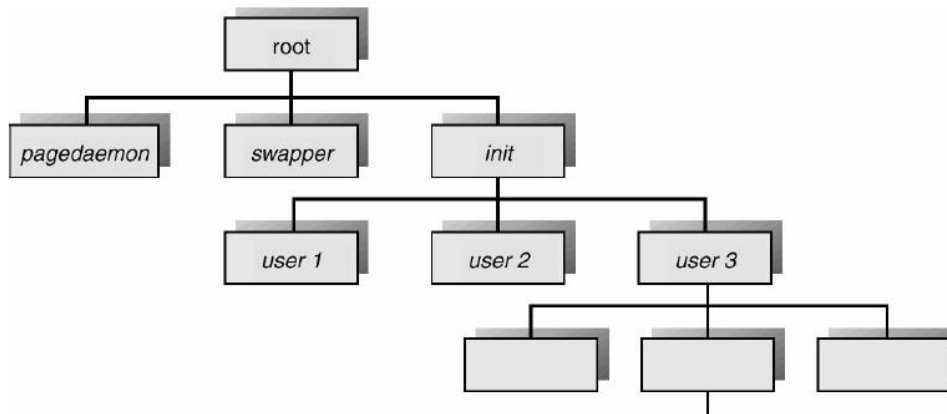 root
pagedaemon
swapper
init
user 1
user 2
user 3